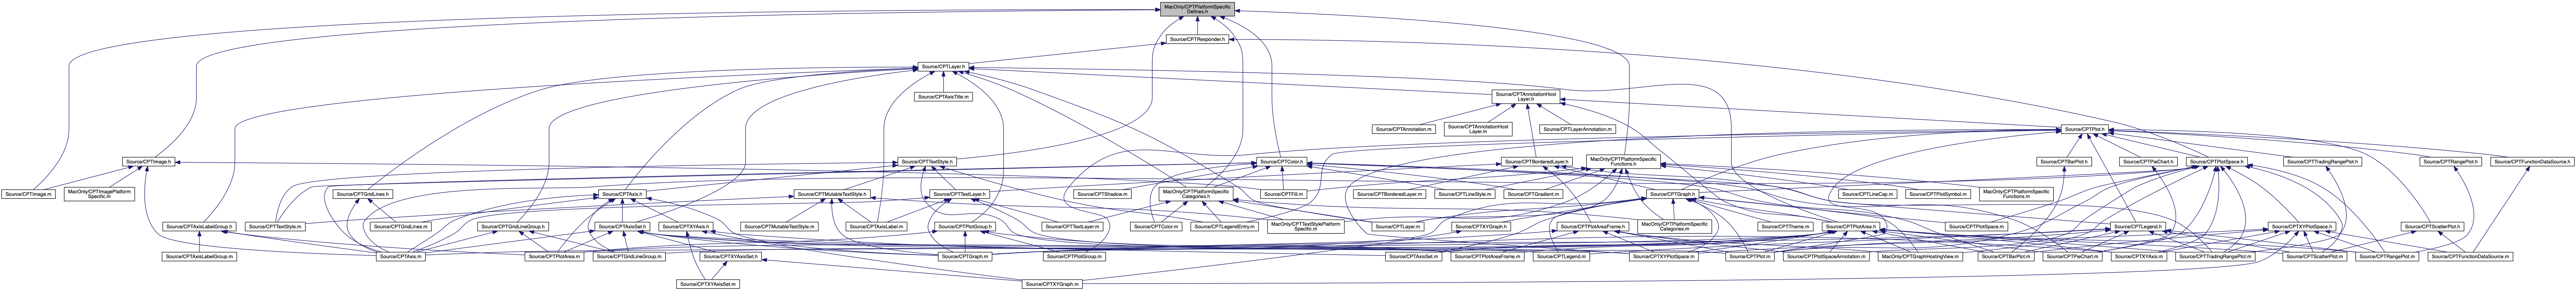 MacOnly/CPTPlatformSpecific
Defines.h
Source/CPTResponder.h
Source/CPTLayer.h
Source/CPTAxisTitle.m
Source/CPTAnnotationHost
Layer.h
Source/CPTAnnotation.m
Source/CPTAnnotationHost
Layer.m
Source/CPTLayerAnnotation.m
Source/CPTPlot.h
Source/CPTImage.h
Source/CPTTextStyle.h
Source/CPTColor.h
Source/CPTBorderedLayer.h
MacOnly/CPTPlatformSpecific
Functions.h
Source/CPTBarPlot.h
Source/CPTPieChart.h
Source/CPTPlotSpace.h
Source/CPTTradingRangePlot.h
Source/CPTRangePlot.h
Source/CPTFunctionDataSource.h
Source/CPTImage.m
MacOnly/CPTImagePlatform
Specific.m
Source/CPTGridLines.h
Source/CPTAxis.h
Source/CPTMutableTextStyle.h
Source/CPTTextLayer.h
Source/CPTShadow.m
MacOnly/CPTPlatformSpecific
Categories.h
Source/CPTFill.m
Source/CPTBorderedLayer.m
Source/CPTLineStyle.m
Source/CPTGradient.m
Source/CPTGraph.h
Source/CPTLineCap.m
Source/CPTPlotSymbol.m
MacOnly/CPTPlatformSpecific
Functions.m
Source/CPTAxisLabelGroup.h
Source/CPTTextStyle.m
Source/CPTGridLines.m
Source/CPTGridLineGroup.h
Source/CPTAxisSet.h
Source/CPTXYAxis.h
Source/CPTMutableTextStyle.m
Source/CPTAxisLabel.m
Source/CPTPlotGroup.h
Source/CPTTextLayer.m
Source/CPTColor.m
Source/CPTLegendEntry.m
MacOnly/CPTTextStylePlatform
Specific.m
Source/CPTLayer.m
Source/CPTXYGraph.h
Source/CPTPlotAreaFrame.h
MacOnly/CPTPlatformSpecific
Categories.m
Source/CPTTheme.m
Source/CPTPlotArea.h
Source/CPTPlotSpace.m
Source/CPTLegend.h
Source/CPTXYPlotSpace.h
Source/CPTScatterPlot.h
Source/CPTAxisLabelGroup.m
Source/CPTAxis.m
Source/CPTPlotArea.m
Source/CPTGridLineGroup.m
Source/CPTXYAxisSet.h
Source/CPTGraph.m
Source/CPTPlotGroup.m
Source/CPTAxisSet.m
Source/CPTPlotAreaFrame.m
Source/CPTLegend.m
Source/CPTXYPlotSpace.m
Source/CPTPlot.m
Source/CPTPlotSpaceAnnotation.m
MacOnly/CPTGraphHostingView.m
Source/CPTBarPlot.m
Source/CPTPieChart.m
Source/CPTXYAxis.m
Source/CPTTradingRangePlot.m
Source/CPTScatterPlot.m
Source/CPTRangePlot.m
Source/CPTFunctionDataSource.m
Source/CPTXYAxisSet.m
Source/CPTXYGraph.m